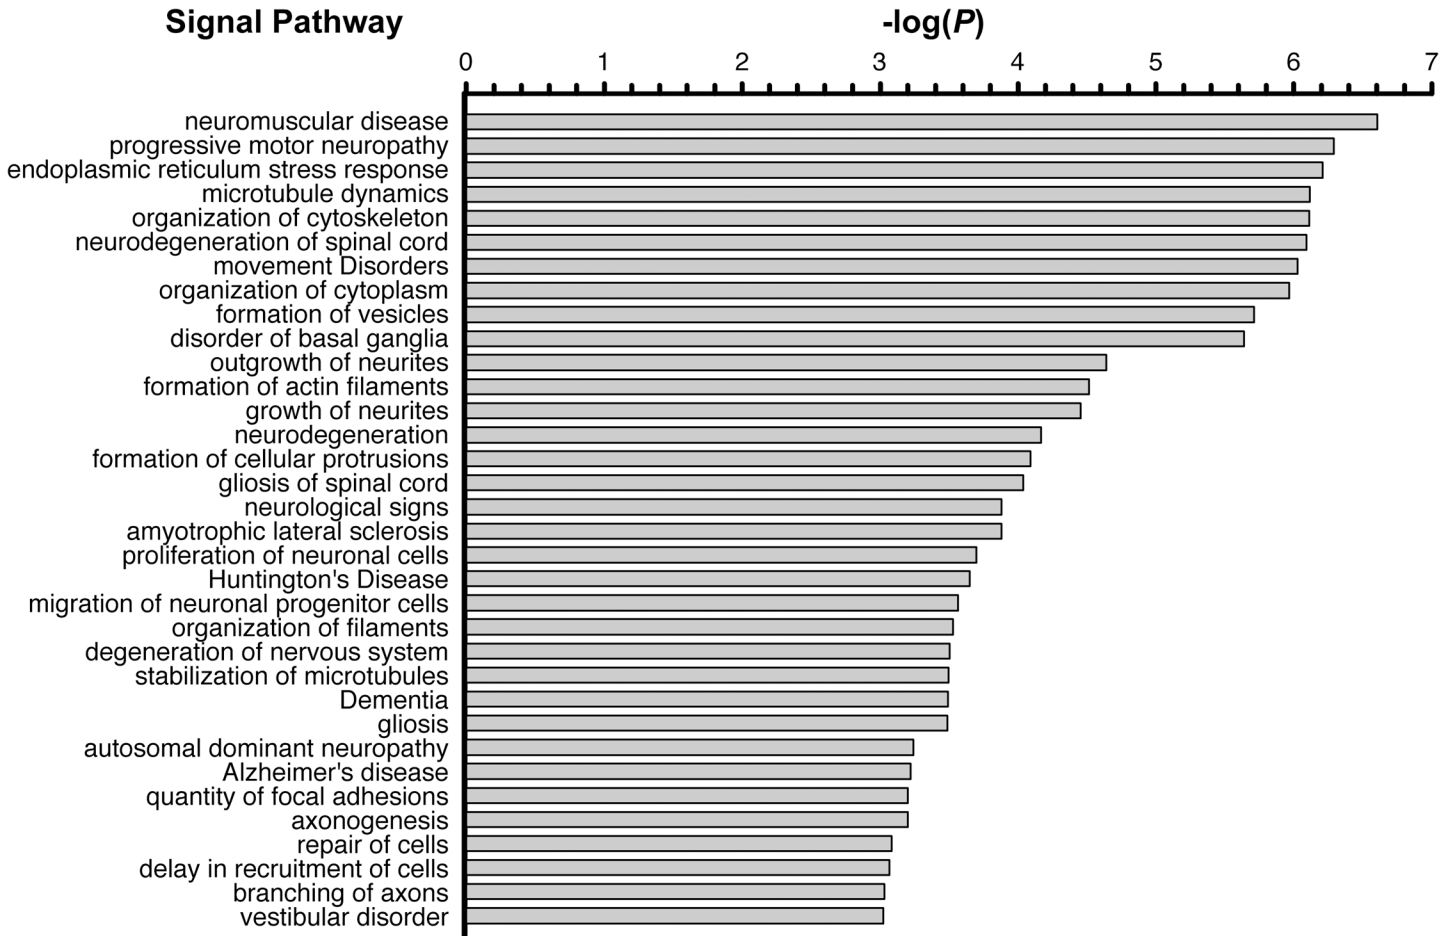 Signal Pathway -log(P)
0 1 2 3 4 5 6 7
neuromuscular disease
progressive motor neuropathy
endoplasmic reticulum stress response
microtubule dynamics
organization of cytoskeleton
neurodegeneration of spinal cord
movement Disorders
organization of cytoplasm
formation of vesicles
disorder of basal ganglia
outgrowth of neurites
formation of actin filaments
growth of neurites
neurodegeneration
formation of cellular protrusions
gliosis of spinal cord
neurological signs
amyotrophic lateral sclerosis
proliferation of neuronal cells
Huntington's Disease
migration of neuronal progenitor cells
organization of filaments
degeneration of nervous system
stabilization of microtubules
Dementia
gliosis
autosomal dominant neuropathy
Alzheimer's disease
quantity of focal adhesions
axonogenesis
repair of cells
delay in recruitment of cells
branching of axons
vestibular disorder